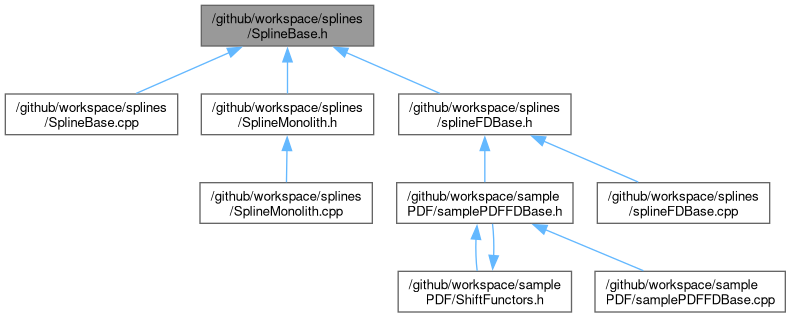 /github/workspace/splines
/SplineBase.h
/github/workspace/splines
/SplineBase.cpp
/github/workspace/splines
/SplineMonolith.h
/github/workspace/splines
/splineFDBase.h
/github/workspace/splines
/SplineMonolith.cpp
/github/workspace/sample
PDF/samplePDFFDBase.h
/github/workspace/splines
/splineFDBase.cpp
/github/workspace/sample
PDF/ShiftFunctors.h
/github/workspace/sample
PDF/samplePDFFDBase.cpp